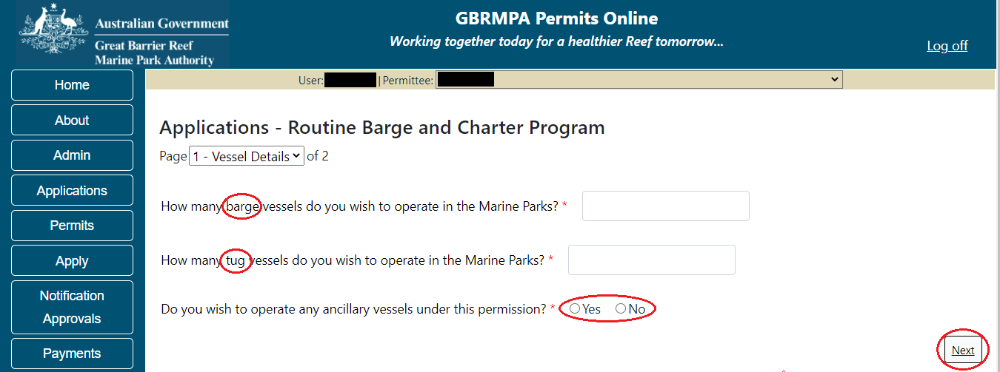 Australian Government
Great Barrier Reef
Marine Park Authority
GBRMPA Permits Online
Working together today for a healthier Reef tomorrow...
Log off
Home
About
Admin
Applications
Permits
Apply
Notification
Approvals
Payments
User: | Permittee:
Applications - Routine Barge and Charter Program
Page 1 - Vessel Details of 2
How many barge vessels do you wish to operate in the Marine Parks? *
How many tug vessels do you wish to operate in the Marine Parks? *
Do you wish to operate any ancillary vessels under this permission? * Yes No
Next